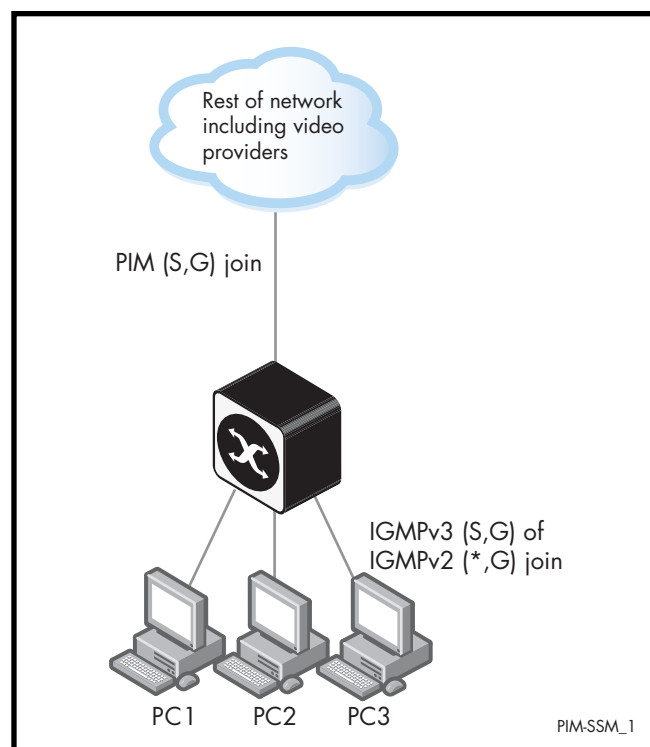 Rest of network
including video
providers
PIM (S,G) join
IGMPv3 (S,G) of
IGMPv2 (*,G) join
PC1
PC2
PC3
PIM-SSM_1